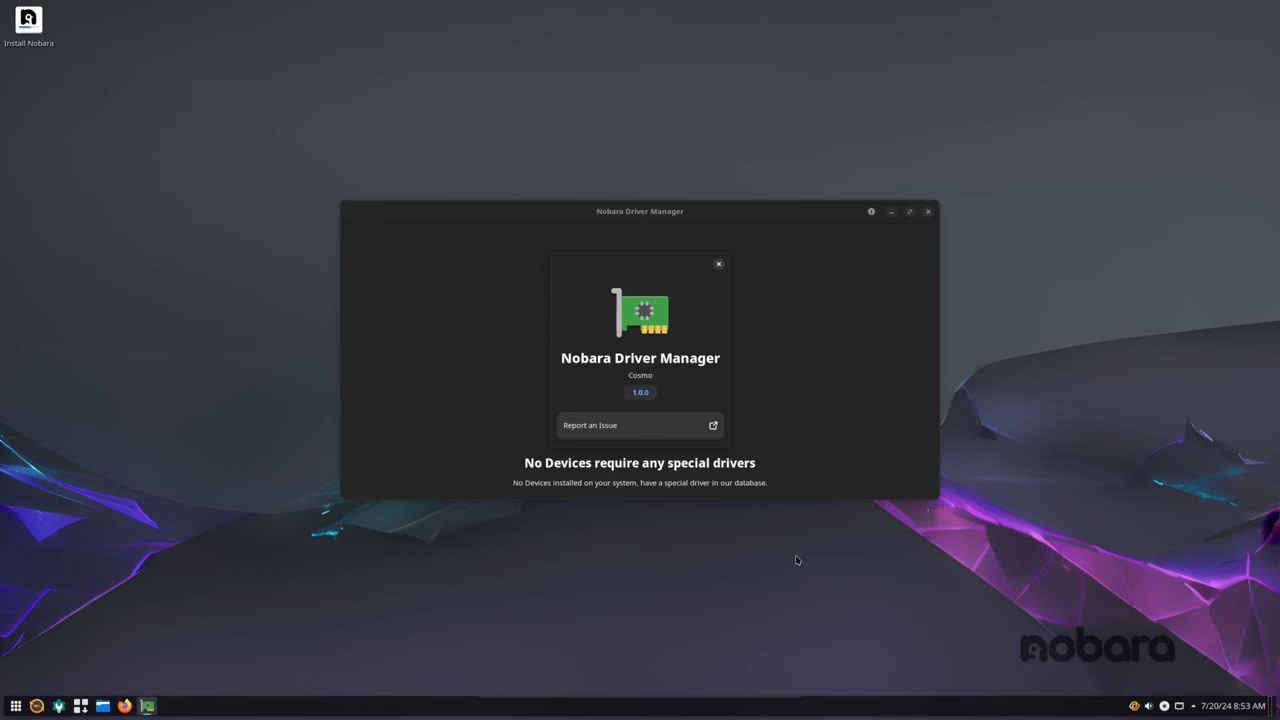 Install Nobara
Nobara Driver Manager
Nobara Driver Manager
Cosmo
1.0.0
Report an Issue
No Devices require any special drivers
No Devices installed on your system, have a special driver in our database.
nobara
7/20/24 8:53 AM